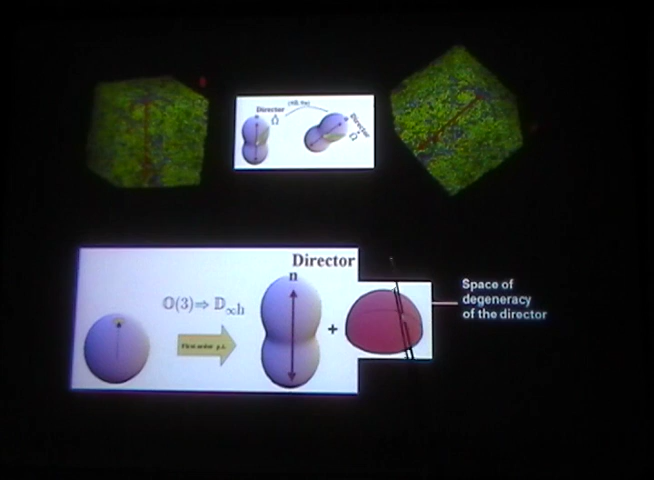 Director
n̂
Director
n̂
Director
n
𝕆(3)⇒ 𝔻∞h
First order p.t.
+
Space of
degeneracy
of the director